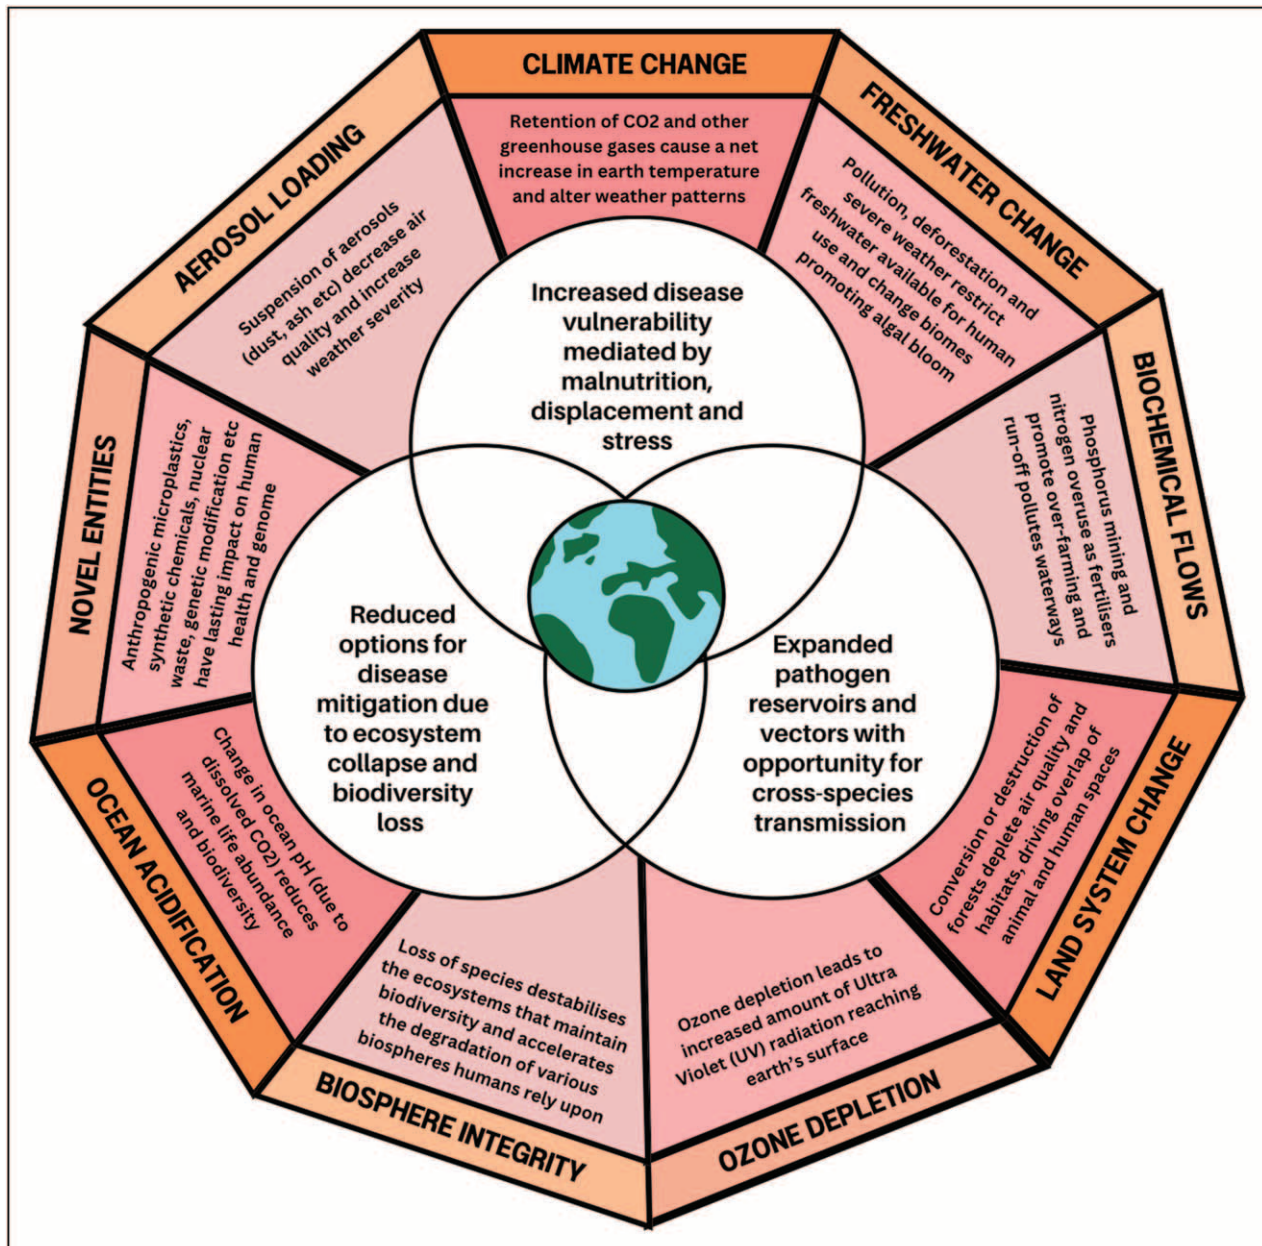 CLIMATE CHANGE
Retention of CO2 and other
greenhouse gases cause a net
increase in earth temperature
and alter weather patterns
FRESHWATER CHANGE
Pollution, deforestation and
severe weather restrict
freshwater available for human
use and change biomes
promoting algal bloom
BIOCHEMICAL FLOWS
Phosphorus mining and
nitrogen overuse as fertilisers
promote over-farming and
run-off pollutes waterways
LAND SYSTEM CHANGE
Conversion or destruction of
forests deplete air quality and
habitats, driving overlap of
animal and human spaces
OZONE DEPLETION
Ozone depletion leads to
increased amount of Ultra
Violet (UV) radiation reaching
earth's surface
BIOSPHERE INTEGRITY
Loss of species destabilises
the ecosystems that maintain
biodiversity and accelerates
the degradation of various
biospheres humans rely upon
OCEAN ACIDIFICATION
Change in ocean pH (due to
dissolved CO2) reduces
marine life abundance
and biodiversity
NOVEL ENTITIES
Anthropogenic microplastics,
synthetic chemicals, nuclear
waste, genetic modification etc
have lasting impact on human
health and genome
AEROSOL LOADING
Suspension of aerosols
(dust, ash etc) decrease air
quality and increase
weather severity
Increased disease
vulnerability
mediated by
malnutrition,
displacement and
stress
Reduced
options for
disease
mitigation due
to ecosystem
collapse and
biodiversity
loss
Expanded
pathogen
reservoirs and
vectors with
opportunity for
cross-species
transmission